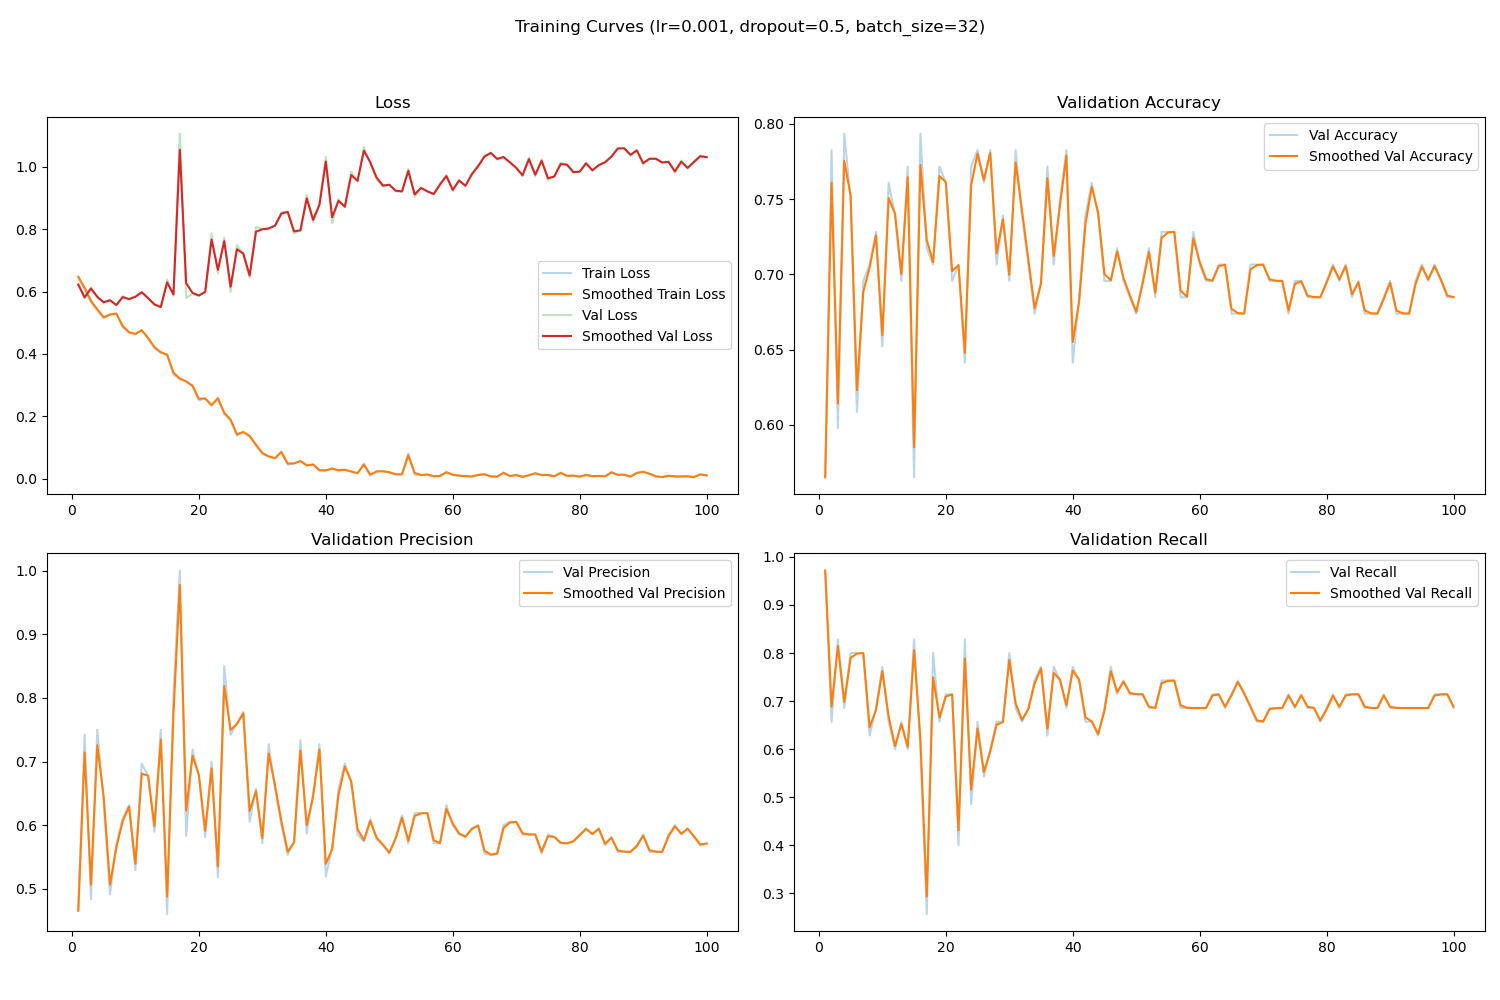 Training Curves (lr=0.001, dropout=0.5, batch_size=32)
Loss
1.0
0.8
0.6
0.4
0.2
0.0
0 20 40 60 80 100
Train Loss
Smoothed Train Loss
Val Loss
Smoothed Val Loss
Validation Accuracy
0.80
0.75
0.70
0.65
0.60
0 20 40 60 80 100
Val Accuracy
Smoothed Val Accuracy
Validation Precision
1.0
0.9
0.8
0.7
0.6
0.5
0 20 40 60 80 100
Val Precision
Smoothed Val Precision
Validation Recall
1.0
0.9
0.8
0.7
0.6
0.5
0.4
0.3
0 20 40 60 80 100
Val Recall
Smoothed Val Recall